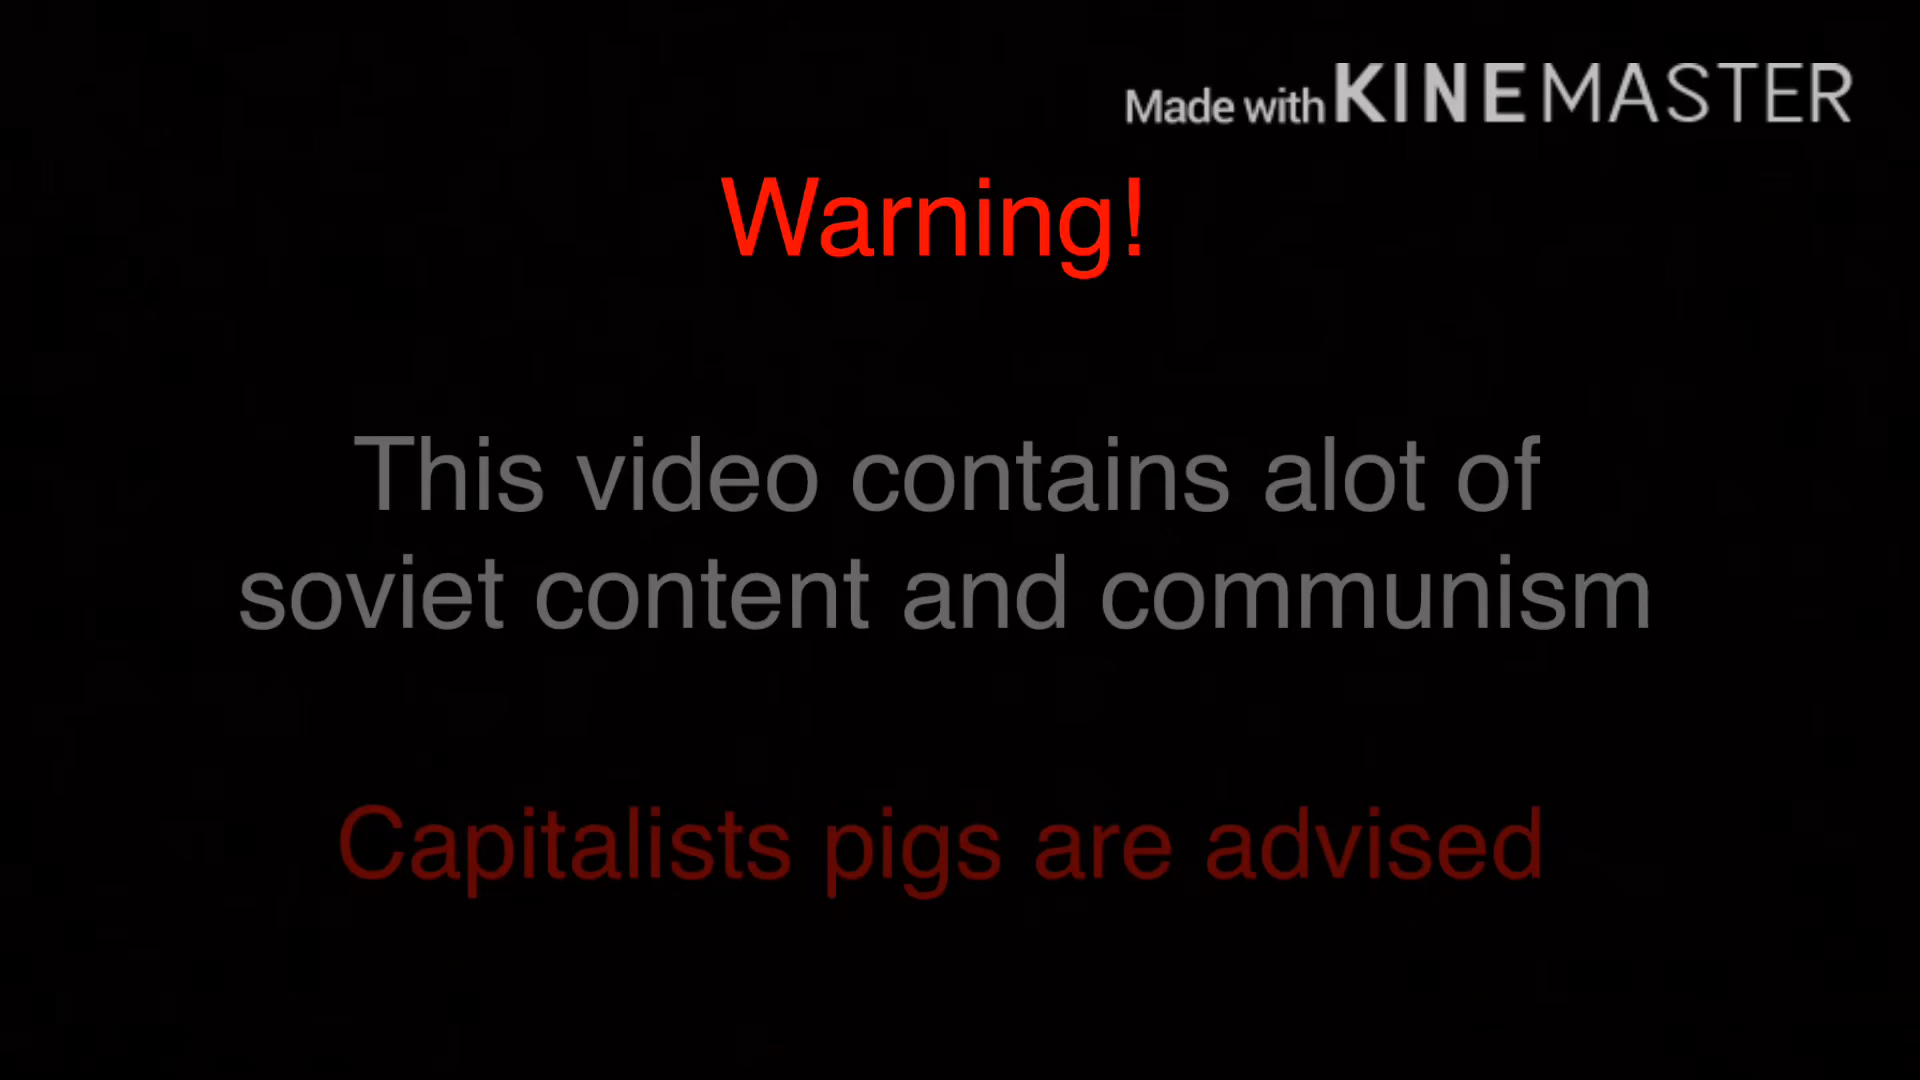 Made with KINEMASTER
Warning!
This video contains alot of
soviet content and communism
Capitalists pigs are advised